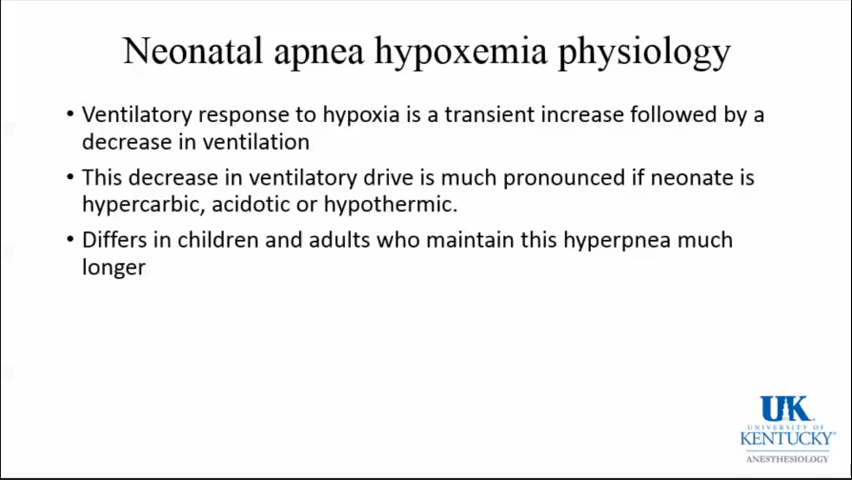 Neonatal apnea hypoxemia physiology
• Ventilatory response to hypoxia is a transient increase followed by a
decrease in ventilation
• This decrease in ventilatory drive is much pronounced if neonate is
hypercarbic, acidotic or hypothermic.
• Differs in children and adults who maintain this hyperpnea much
longer
UK
UNIVERSITY OF
KENTUCKY
ANESTHESIOLOGY